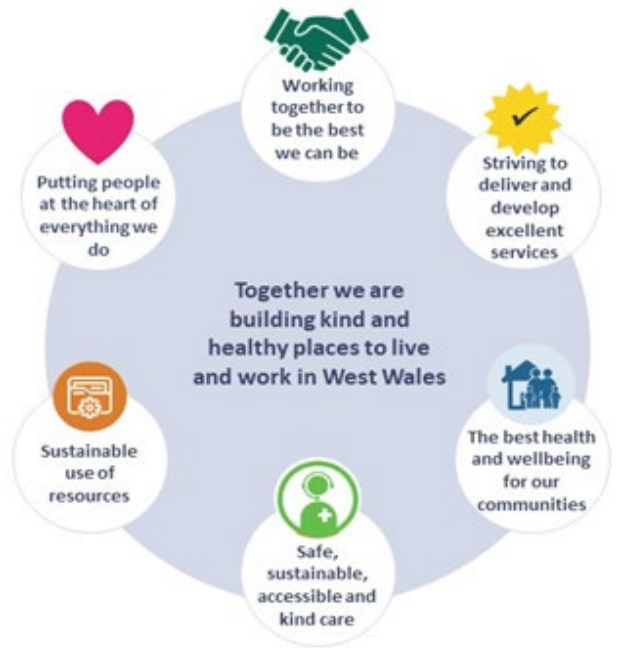 Working
together to
be the best
we can be
Striving to
deliver and
develop
excellent
services
The best health
and wellbeing
for our
communities
Safe,
sustainable,
accessible and
kind care
Sustainable
use of
resources
Putting people
at the heart of
everything we
do
Together we are
building kind and
healthy places to live
and work in West Wales